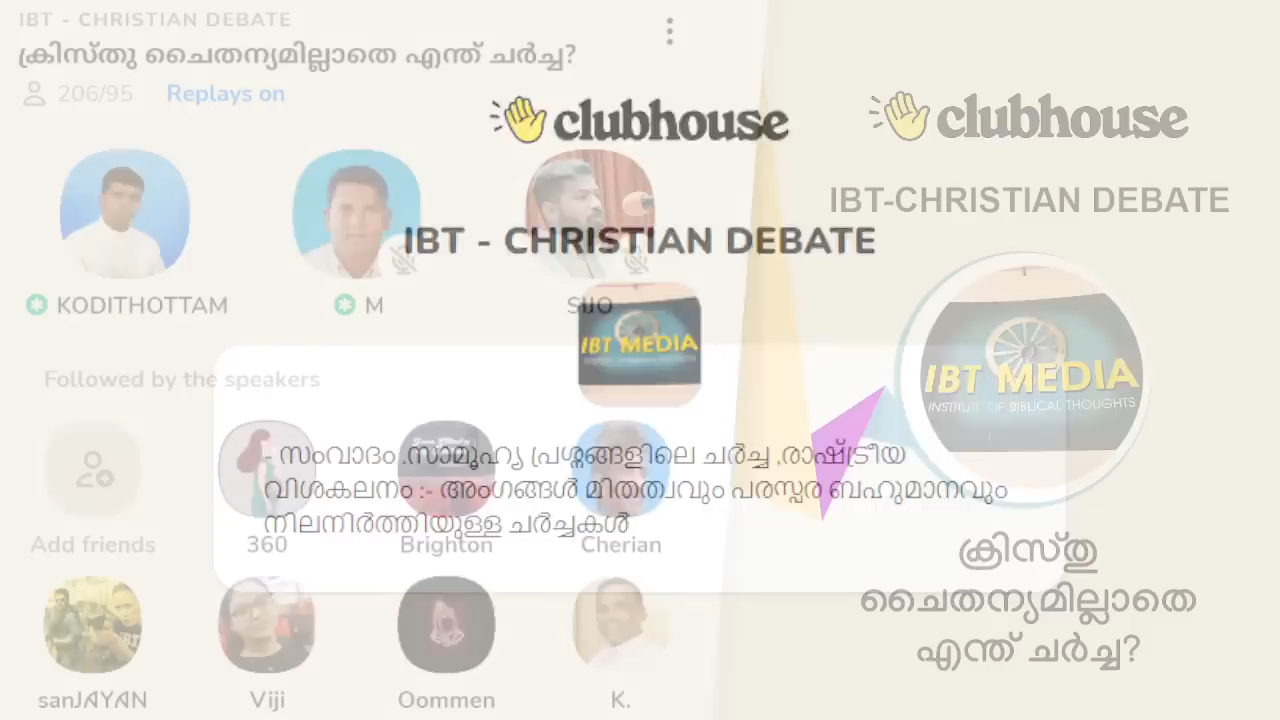 IBT - CHRISTIAN DEBATE
ക്രിസ്തു ചൈതന്യമില്ലാതെ എന്ത് ചർച്ച?
206/95 Replays on
clubhouse
IBT - CHRISTIAN DEBATE
KODITHOTTAM
M
SIJO
IBT MEDIA
Followed by the speakers
- സംവാദം ,സാമൂഹ്യ പ്രശ്നങ്ങളിലെ ചർച്ച ,രാഷ്ട്രീയ
വിശകലനം :- അംഗങ്ങൾ മിതത്വവും പരസ്പര ബഹുമാനവും
നിലനിർത്തിയുള്ള ചർച്ചകൾ
Add friends
360
Brighton
Cherian
sanJAYAN
Viji
Oommen
K.
clubhouse
IBT-CHRISTIAN DEBATE
IBT MEDIA
INSTITUTE OF BIBLICAL THOUGHTS
ക്രിസ്തു
ചൈതന്യമില്ലാതെ
എന്ത് ചർച്ച?